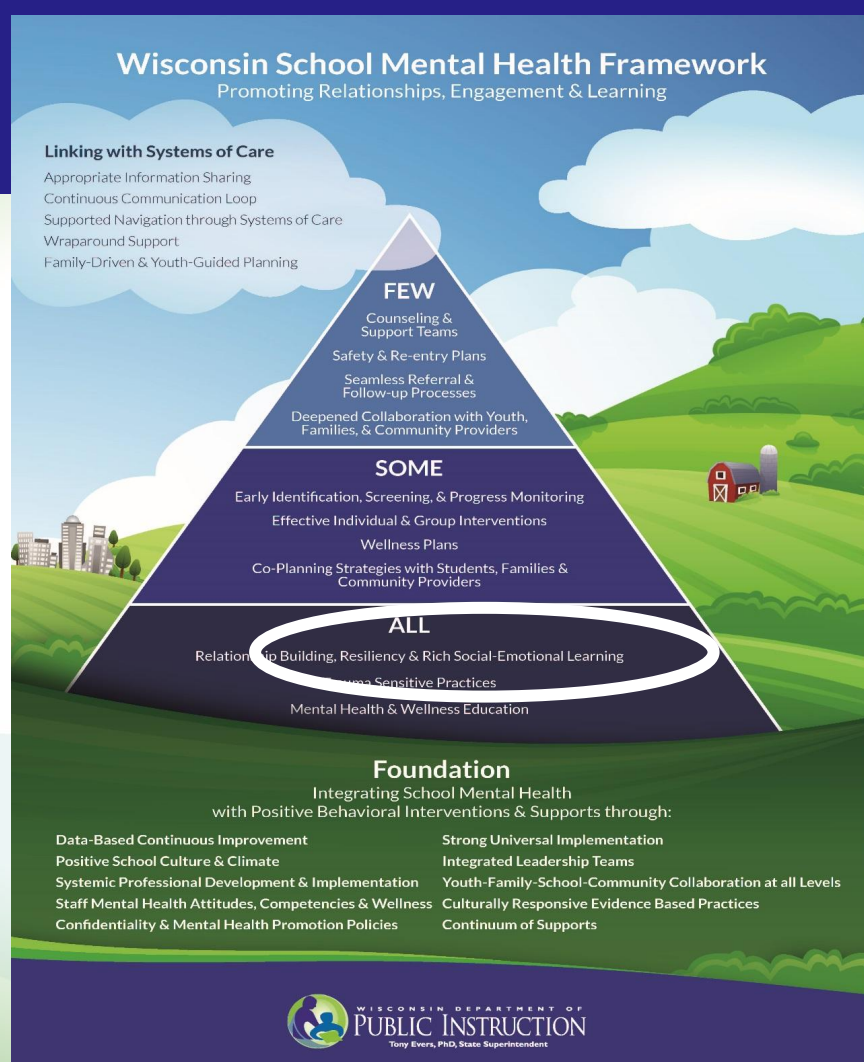 Wisconsin School Mental Health Framework
Promoting Relationships, Engagement & Learning
Linking with Systems of Care
Appropriate Information Sharing
Continuous Communication Loop
Supported Navigation through Systems of Care
Wraparound Support
Family-Driven & Youth-Guided Planning
FEW
Counseling &
Support Teams
Safety & Re-entry Plans
Seamless Referral &
Follow-up Processes
Deepened Collaboration with Youth,
Families, & Community Providers
SOME
Early Identification, Screening, & Progress Monitoring
Effective Individual & Group Interventions
Wellness Plans
Co-Planning Strategies with Students, Families &
Community Providers
ALL
Relationship Building, Resiliency & Rich Social-Emotional Learning
Sensitive Practices
Mental Health & Wellness Education
Foundation
Integrating School Mental Health
with Positive Behavioral Interventions & Supports through:
Data-Based Continuous Improvement
Positive School Culture & Climate
Systemic Professional Development & Implementation
Staff Mental Health Attitudes, Competencies & Wellness
Confidentiality & Mental Health Promotion Policies
Strong Universal Implementation
Integrated Leadership Teams
Youth-Family-School-Community Collaboration at all Levels
Culturally Responsive Evidence Based Practices
Continuum of Supports
WISCONSIN DEPARTMENT OF
PUBLIC INSTRUCTION
Tony Evers, PhD, State Superintendent